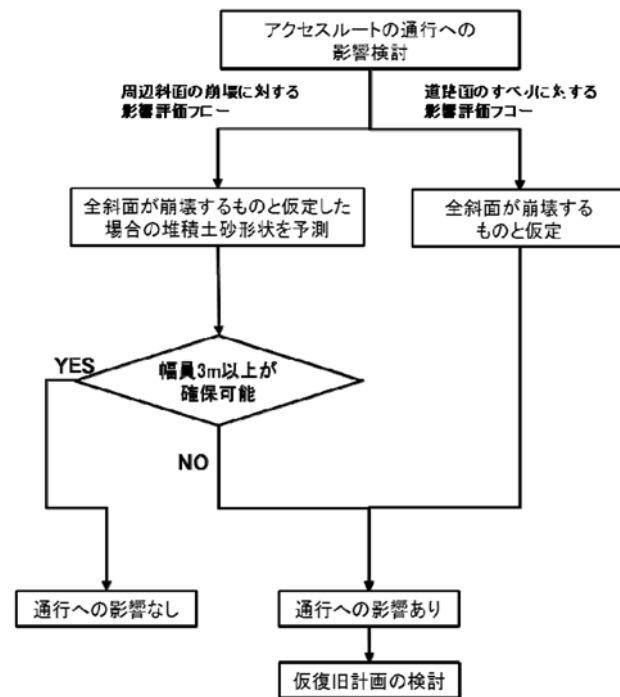 アクセスルートの通行への
影響検討
周辺斜面の崩壊に対する
影響評価フロー
道路面のすべりに対する
影響評価フロー
全斜面が崩壊するものと仮定した
場合の堆積土砂形状を予測
全斜面が崩壊する
ものと仮定
YES
幅員3m以上が
確保可能
NO
通行への影響なし
通行への影響あり
仮復旧計画の検討